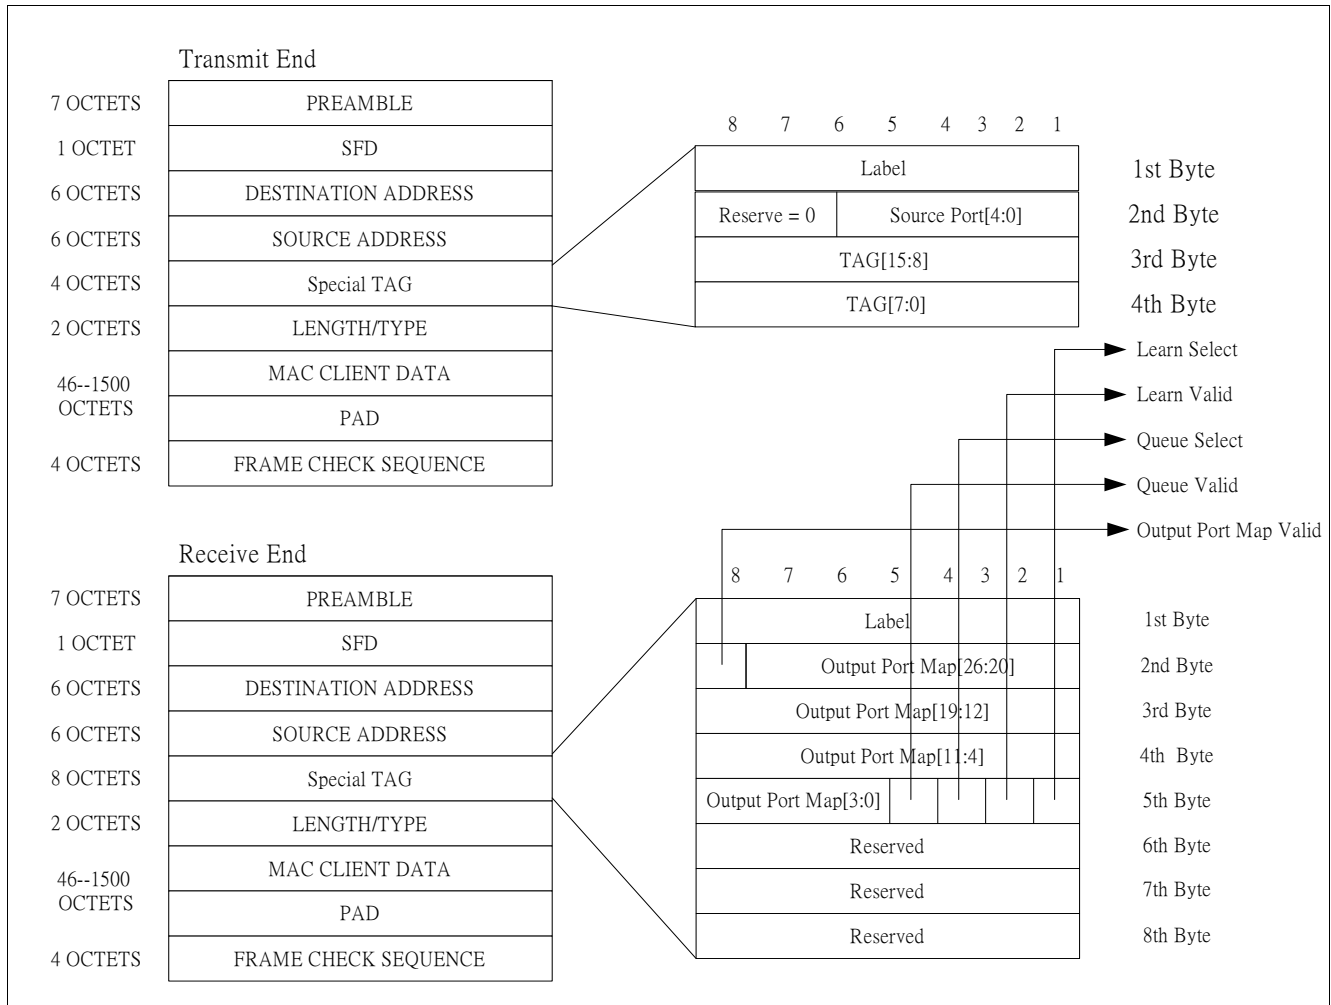 Transmit End
7 OCTETS PREAMBLE
1 OCTET SFD
6 OCTETS DESTINATION ADDRESS
6 OCTETS SOURCE ADDRESS
4 OCTETS Special TAG
2 OCTETS LENGTH/TYPE
46--1500 OCTETS
MAC CLIENT DATA
PAD
4 OCTETS FRAME CHECK SEQUENCE
8 7 6 5 4 3 2 1
Label 1st Byte
Reserve = 0 Source Port[4:0] 2nd Byte
TAG[15:8] 3rd Byte
TAG[7:0] 4th Byte
Learn Select
Learn Valid
Queue Select
Queue Valid
Output Port Map Valid
Receive End
7 OCTETS PREAMBLE
1 OCTET SFD
6 OCTETS DESTINATION ADDRESS
6 OCTETS SOURCE ADDRESS
8 OCTETS Special TAG
2 OCTETS LENGTH/TYPE
46--1500 OCTETS
MAC CLIENT DATA
PAD
4 OCTETS FRAME CHECK SEQUENCE
8 7 6 5 4 3 2 1
Label 1st Byte
Output Port Map[26:20] 2nd Byte
Output Port Map[19:12] 3rd Byte
Output Port Map[11:4] 4th Byte
Output Port Map[3:0] 5th Byte
Reserved 6th Byte
Reserved 7th Byte
Reserved 8th Byte